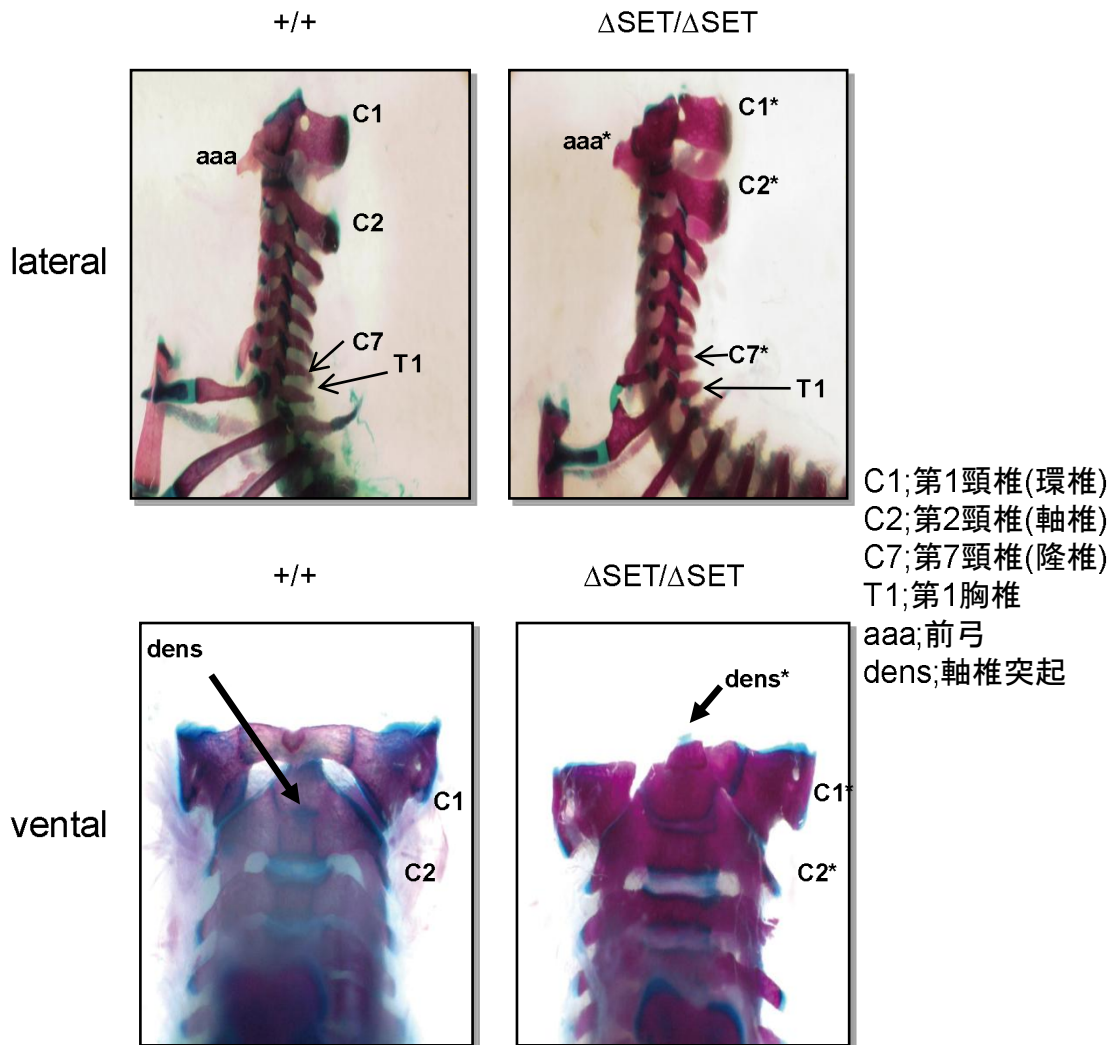 +/+
ΔSET/ΔSET
lateral
C1
aaa
C2
C7
T1
C1*
aaa*
C2*
C7*
T1
+/+
ΔSET/ΔSET
vental
dens
C1
C2
dens*
C1*
C2*
C1;第1頸椎(環椎)
C2;第2頸椎(軸椎)
C7;第7頸椎(隆椎)
T1;第1胸椎
aaa;前弓
dens;軸椎突起